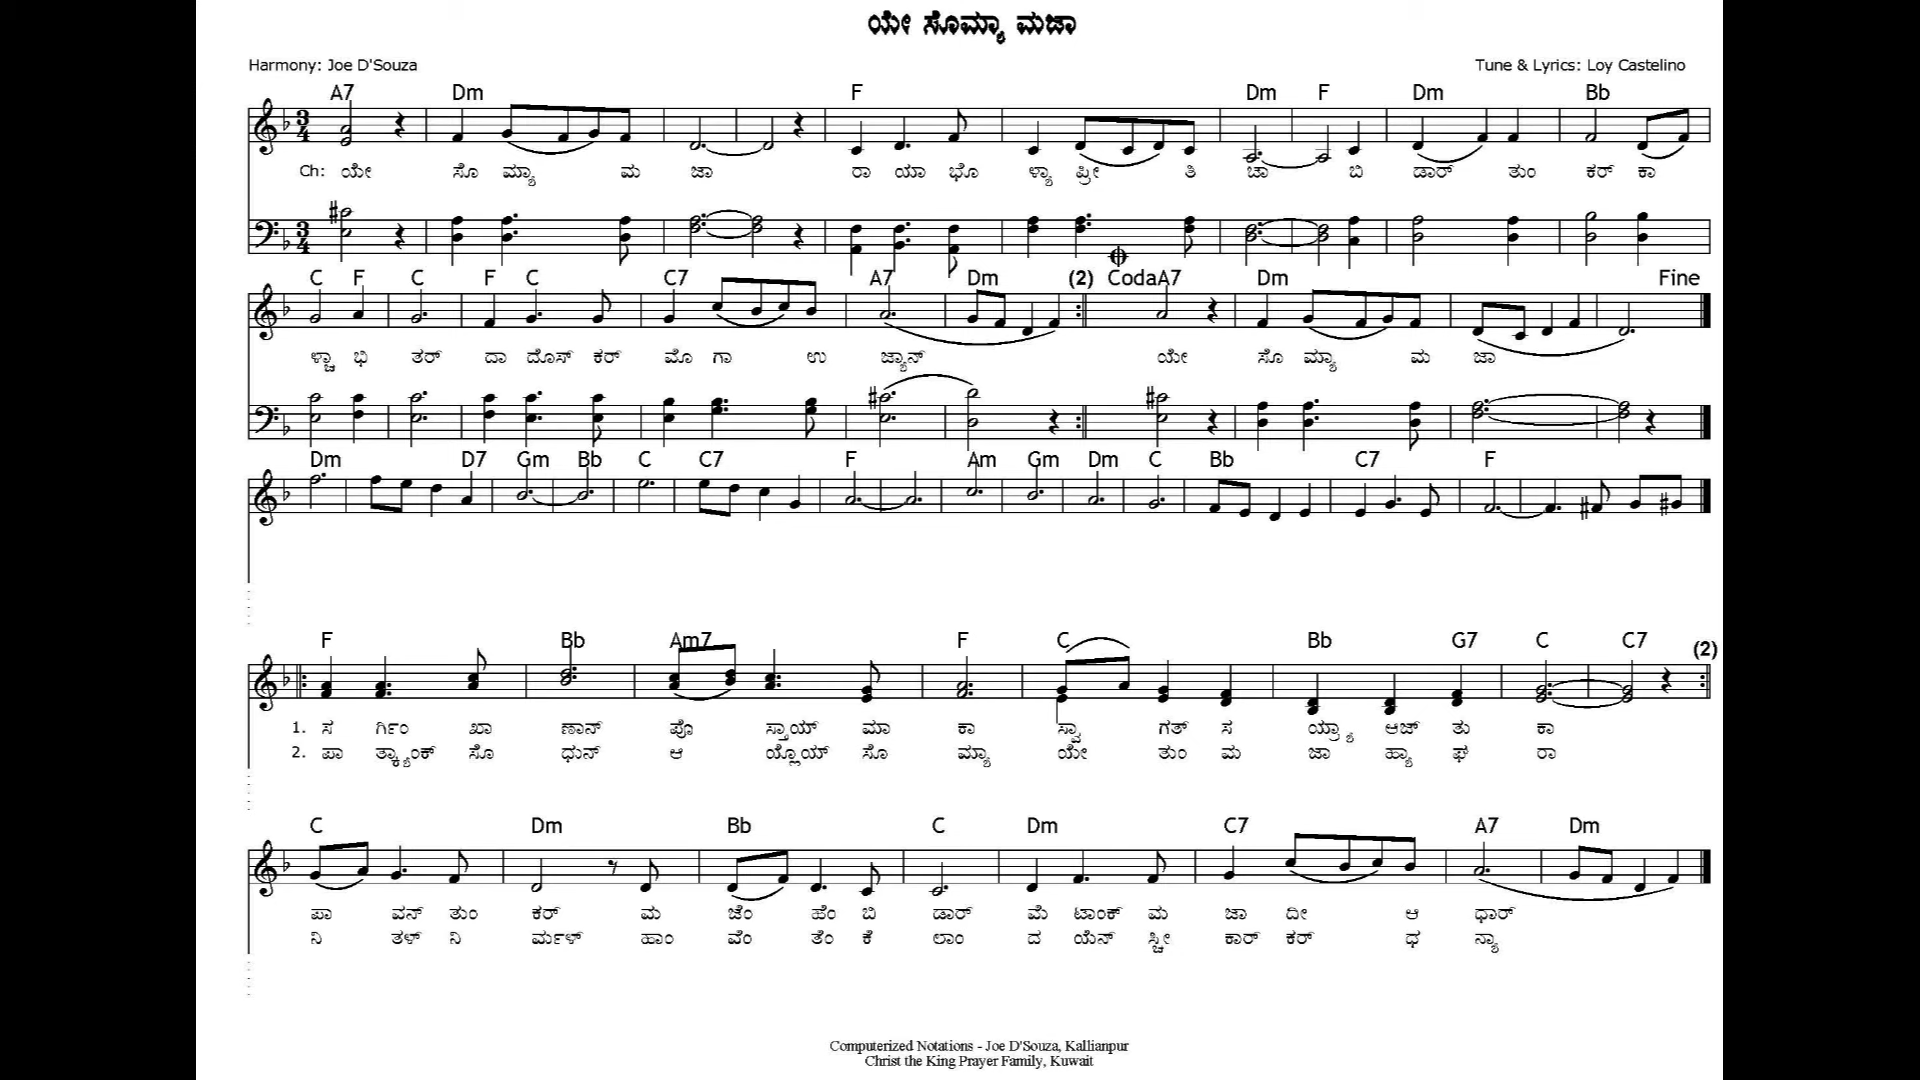 ಯೇ ಸೊಮ್ಯಾ ಮಜಾ
Harmony: Joe D'Souza
Tune & Lyrics: Loy Castelino
A7 Dm F Dm F Dm Bb
Ch: ಯೇ ಸೊ ಮ್ಯಾ ಮ ಜಾ ರಾ ಯಾ ಭೊ ಳ್ಯಾ ಪ್ರೀ ತಿ ಚಾ ಬಿ ಡಾರ್ ತುಂ ಕರ್ ಕಾ
C F C F C C7 A7 Dm (2) CodaA7 Dm Fine
ಳ್ಜಾ ಭಿ ತರ್ ದಾ ದೊಸ್ ಕರ್ ಮೊ ಗಾ ಉ ಜ್ಯಾನ್ ಯೇ ಸೊ ಮ್ಯಾ ಮ ಜಾ
Dm D7 Gm Bb C C7 F Am Gm Dm C Bb C7 F
F Bb Am7 F C Bb G7 C C7 (2)
1. ಸ ರ್ಗಿಂ ಖಾ ಣಾನ್ ಪೊ ಸ್ತಾಯ್ ಮಾ ಕಾ ಸ್ವಾ ಗತ್ ಸ ರ್ಯ್ಯಾ ಆಜ್ ತು ಕಾ
2. ಪಾ ತ್ಕ್ಯಾಂಕ್ ಸೊ ಧುನ್ ಆ ಯ್ಲೊಯ್ ಸೊ ಮ್ಯಾ ಯೇ ತುಂ ಮ ಜಾ ಹ್ಯಾ ಘ ರಾ
C Dm Bb C Dm C7 A7 Dm
ಪಾ ವನ್ ತುಂ ಕರ್ ಮ ಜೆಂ ಹೆಂ ಬಿ ಡಾರ್ ಮೆ ಟಾಂಕ್ ಮ ಜಾ ದೀ ಆ ಧಾರ್
ನಿ ತಳ್ ನಿ ರ್ಮಳ್ ಹಾಂ ವೆಂ ತೆಂ ಕೆ ಲಾಂ ದ ಯೆನ್ ಸ್ವೀ ಕಾರ್ ಕರ್ ಧ ನ್ಯಾ
Computerized Notations - Joe D'Souza, Kallianpur
Christ the King Prayer Family, Kuwait